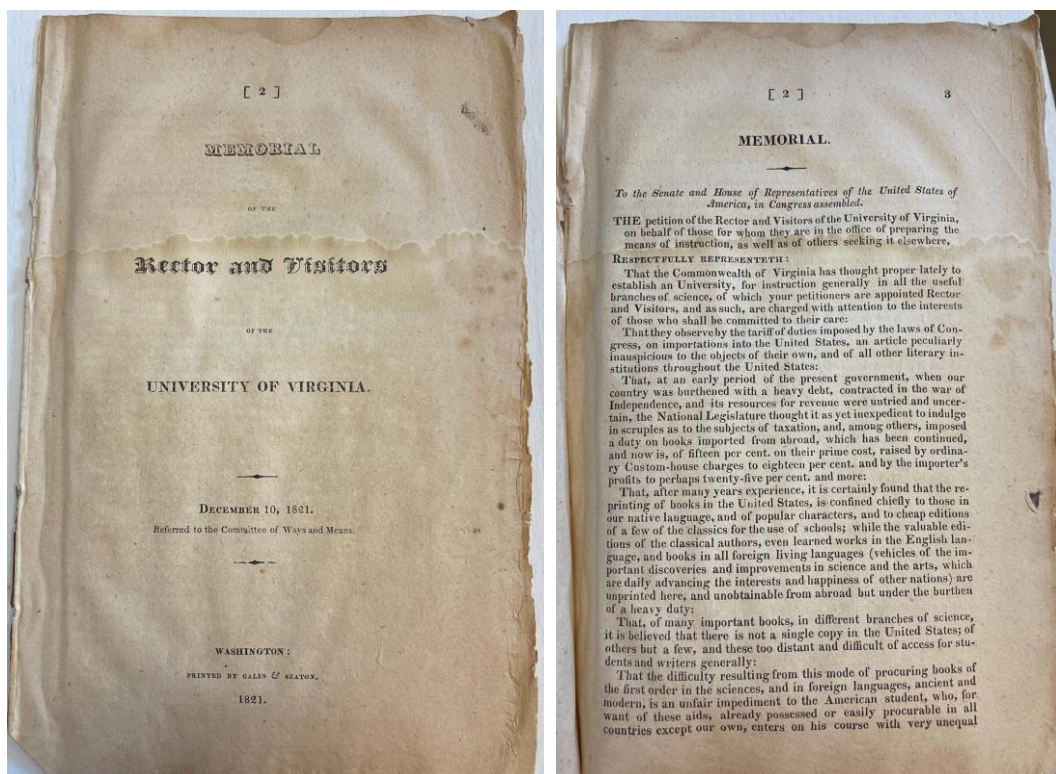 [ 2 ]
MEMORIAL
OF THE
Rector and Visitors
OF THE
UNIVERSITY OF VIRGINIA.
DECEMBER 10, 1821.
Referred to the Committee of Ways and Means.
WASHINGTON:
PRINTED BY GALES & SEATON.
1821.
[ 2 ] 3
MEMORIAL.
To the Senate and House of Representatives of the United States of
America, in Congress assembled.
THE petition of the Rector and Visitors of the University of Virginia,
on behalf of those for whom they are in the office of preparing the
means of instruction, as well as of others seeking it elsewhere,
RESPECTFULLY REPRESENTETH:
That the Commonwealth of Virginia has thought proper lately to
establish an University, for instruction generally in all the useful
branches of science, of which your petitioners are appointed Rector
and Visitors, and as such, are charged with attention to the interests
of those who shall be committed to their care:
That they observe by the tariff of duties imposed by the laws of Con-
gress, on importations into the United States, an article peculiarly
inauspicious to the objects of their own, and of all other literary in-
stitutions throughout the United States:
That, at an early period of the present government, when our
country was burthened with a heavy debt, contracted in the war of
Independence, and its resources for revenue were untried and uncer-
tain, the National Legislature thought it as yet inexpedient to indulge
in scruples as to the subjects of taxation, and, among others, imposed
a duty on books imported from abroad, which has been continued,
and now is, of fifteen per cent. on their prime cost, raised by ordina-
ry Custom-house charges to eighteen per cent. and by the importer's
profits to perhaps twenty-five per cent. and more:
That, after many years experience, it is certainly found that the re-
printing of books in the United States, is confined chiefly to those in
our native language, and of popular characters, and to cheap editions
of a few of the classics for the use of schools; while the valuable edi-
tions of the classical authors, even learned works in the English lan-
guage, and books in all foreign living languages (vehicles of the im-
portant discoveries and improvements in science and the arts, which
are daily advancing the interests and happiness of other nations) are
unprinted here, and unobtainable from abroad but under the burthen
of a heavy duty:
That, of many important books, in different branches of science,
it is believed that there is not a single copy in the United States; of
others but a few, and these too distant and difficult of access for stu-
dents and writers generally:
That the difficulty resulting from this mode of procuring books of
the first order in the sciences, and in foreign languages, ancient and
modern, is an unfair impediment to the American student, who, for
want of these aids, already possessed or easily procurable in all
countries except our own, enters on his course with very unequal